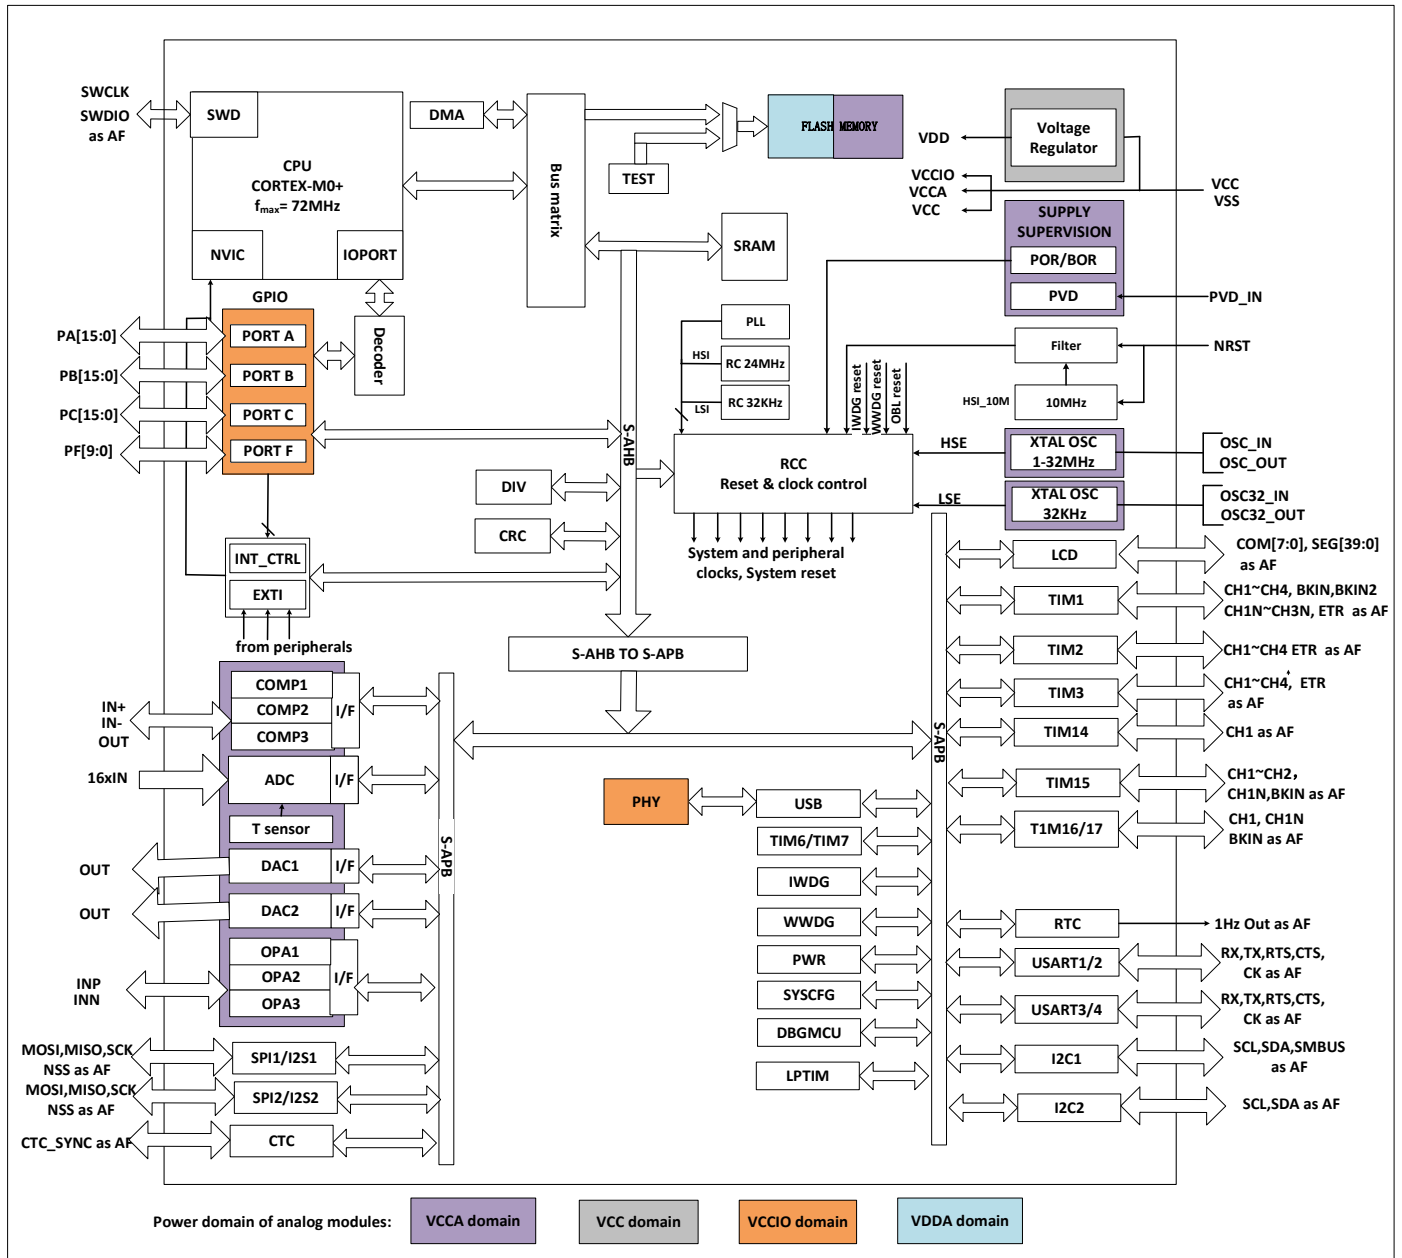 SWCLK
SWDIO
as AF
SWD
CPU
CORTEX-M0+
fmax= 72MHz
NVIC
IOPORT
DMA
Bus matrix
TEST
FLASH MEMORY
SRAM
VDD
Voltage
Regulator
VCCIO
VCCA
VCC
VCC
VSS
SUPPLY
SUPERVISION
POR/BOR
PVD
PVD_IN
GPIO
PORT A
PORT B
PORT C
PORT F
PA[15:0]
PB[15:0]
PC[15:0]
PF[9:0]
Decoder
PLL
HSI
RC 24MHz
LSI
RC 32KHz
IWDG reset
WWDG reset
OBL reset
Filter
NRST
HSI_10M
10MHz
S-AHB
RCC
Reset & clock control
HSE
XTAL OSC
1-32MHz
OSC_IN
OSC_OUT
LSE
XTAL OSC
32KHz
OSC32_IN
OSC32_OUT
DIV
CRC
System and peripheral
clocks, System reset
INT_CTRL
EXTI
from peripherals
S-AHB TO S-APB
LCD
COM[7:0], SEG[39:0]
as AF
TIM1
CH1~CH4, BKIN,BKIN2
CH1N~CH3N, ETR as AF
TIM2
CH1~CH4 ETR as AF
TIM3
CH1~CH4, ETR
as AF
TIM14
CH1 as AF
TIM15
CH1~CH2,
CH1N,BKIN as AF
T1M16/17
CH1, CH1N
BKIN as AF
RTC
1Hz Out as AF
USART1/2
RX,TX,RTS,CTS,
CK as AF
USART3/4
RX,TX,RTS,CTS,
CK as AF
I2C1
SCL,SDA,SMBUS
as AF
I2C2
SCL,SDA as AF
S-APB
PHY
USB
TIM6/TIM7
IWDG
WWDG
PWR
SYSCFG
DBGMCU
LPTIM
S-APB
IN+
IN-
OUT
COMP1
COMP2
COMP3
I/F
16xIN
ADC
I/F
T sensor
OUT
DAC1
I/F
OUT
DAC2
I/F
INP
INN
OPA1
OPA2
OPA3
I/F
MOSI,MISO,SCK
NSS as AF
SPI1/I2S1
MOSI,MISO,SCK
NSS as AF
SPI2/I2S2
CTC_SYNC as AF
CTC
Power domain of analog modules:
VCCA domain
VCC domain
VCCIO domain
VDDA domain